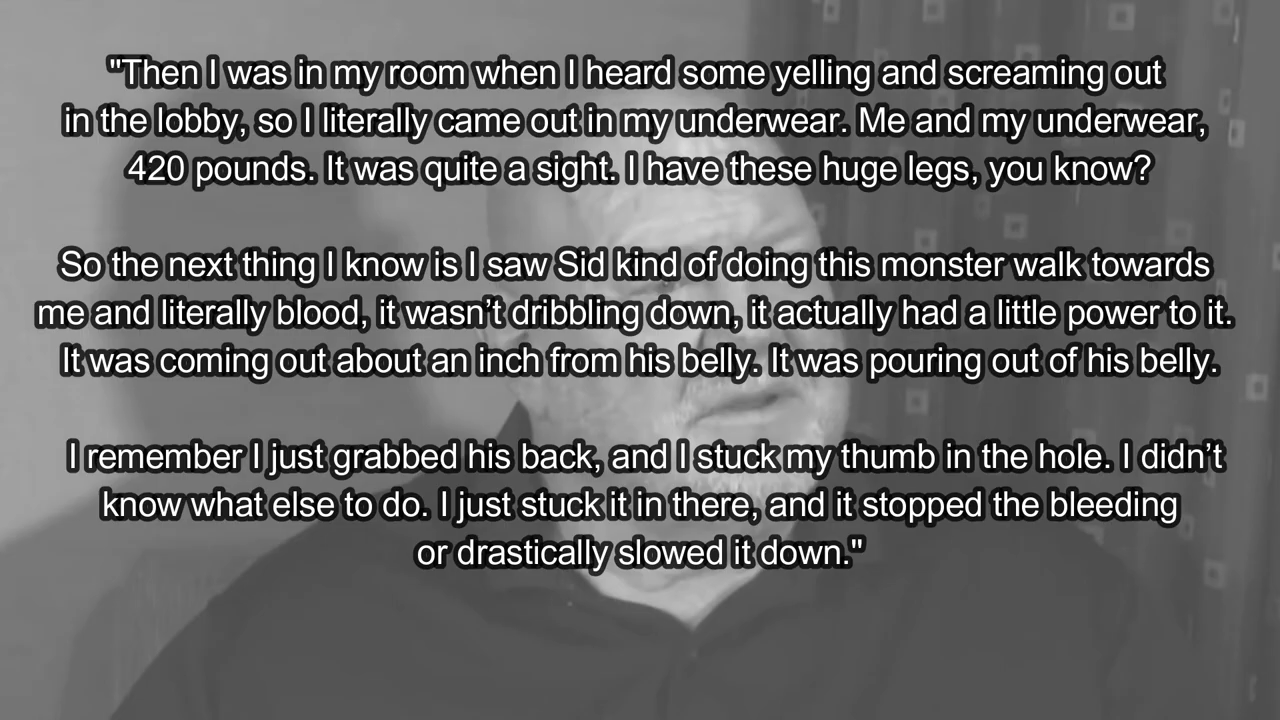 "Then I was in my room when I heard some yelling and screaming out
in the lobby, so I literally came out in my underwear. Me and my underwear,
420 pounds. It was quite a sight. I have these huge legs, you know?
So the next thing I know is I saw Sid kind of doing this monster walk towards
me and literally blood, it wasn’t dribbling down, it actually had a little power to it.
It was coming out about an inch from his belly. It was pouring out of his belly.
I remember I just grabbed his back, and I stuck my thumb in the hole. I didn’t
know what else to do. I just stuck it in there, and it stopped the bleeding
or drastically slowed it down."